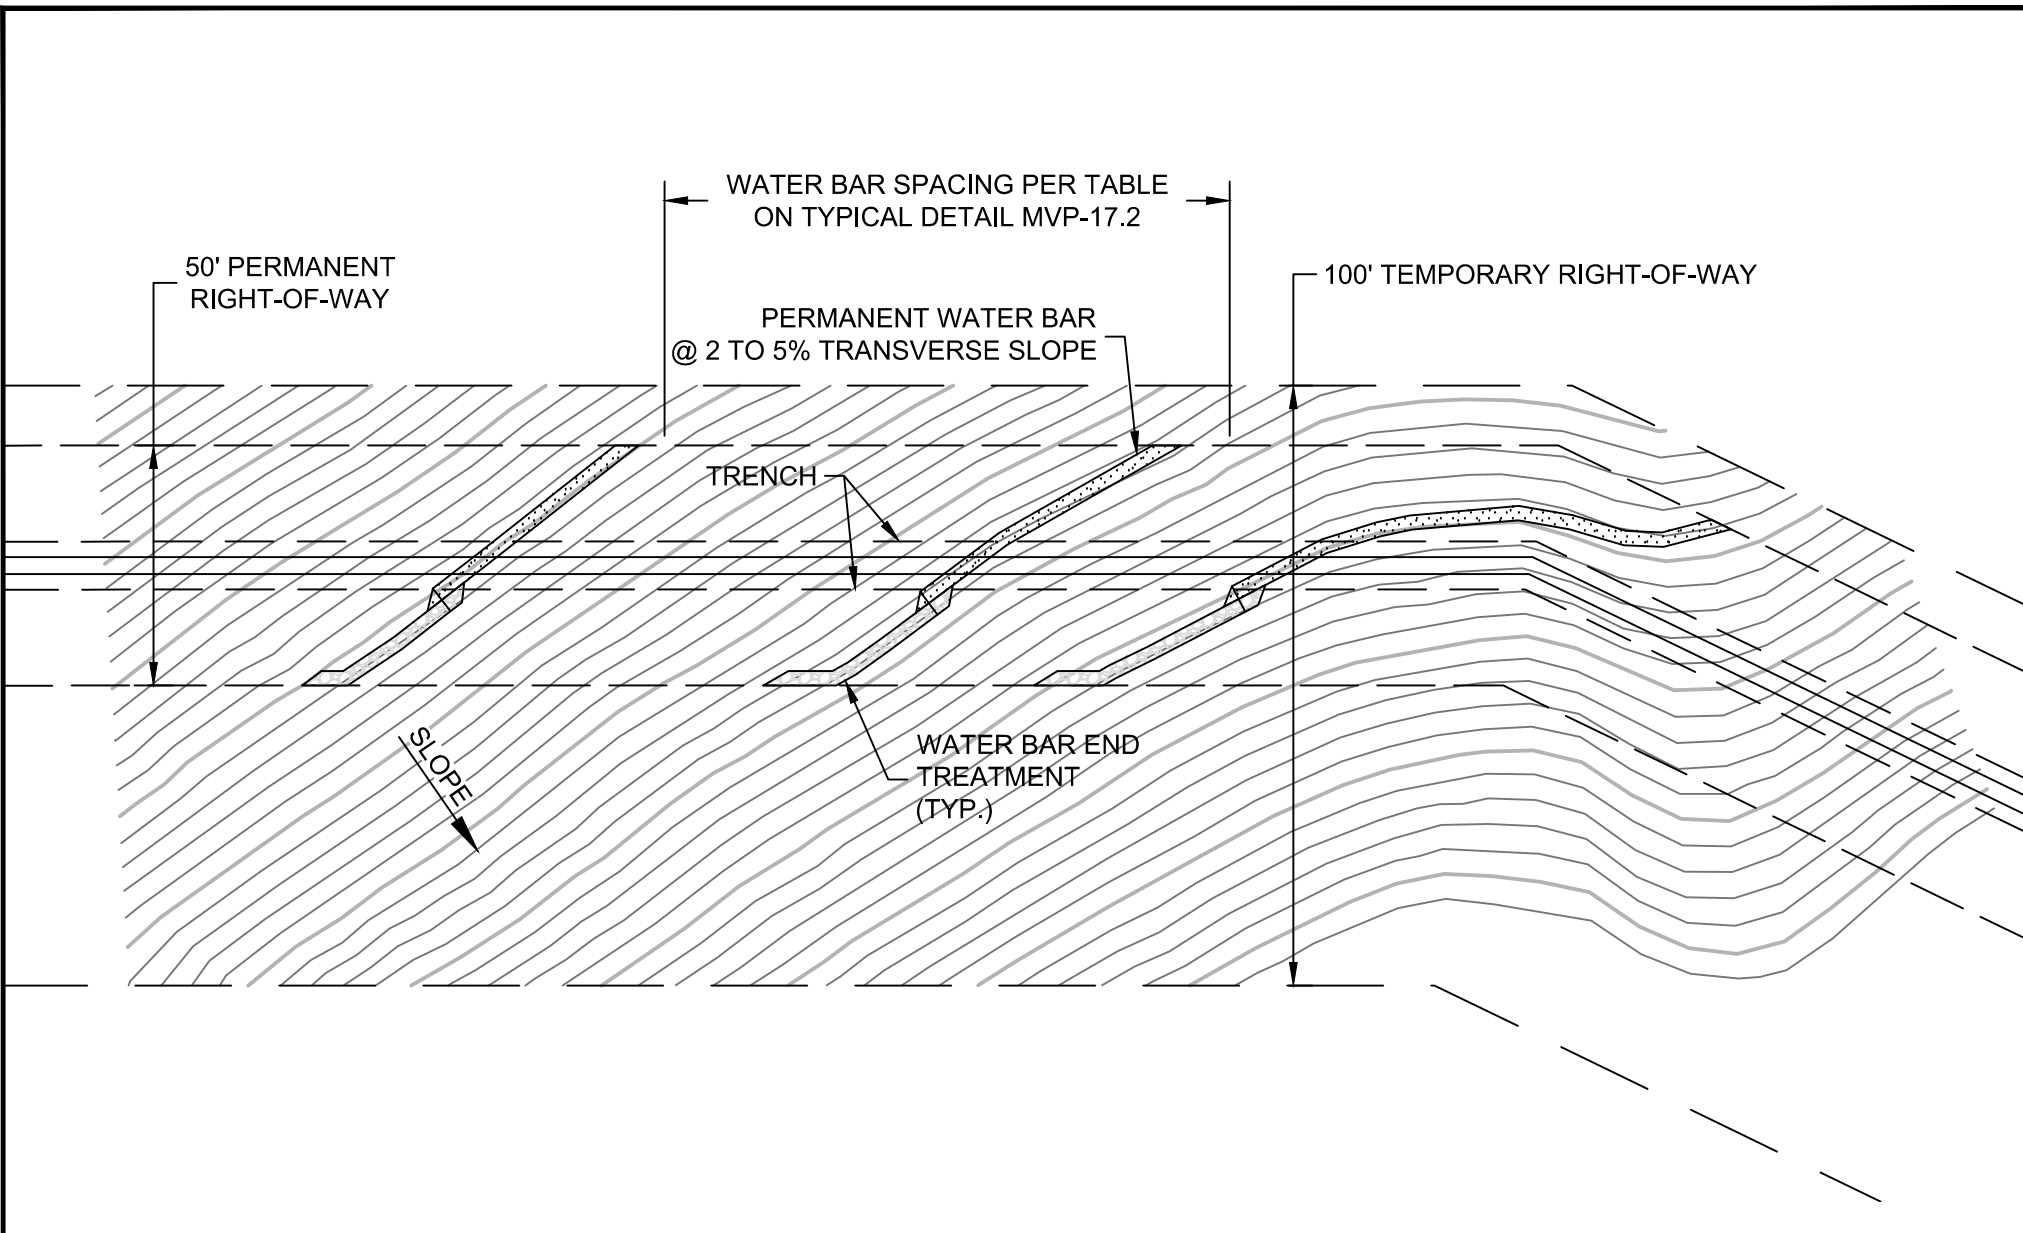 WATER BAR SPACING PER TABLE
ON TYPICAL DETAIL MVP-17.2
50' PERMANENT
RIGHT-OF-WAY
100' TEMPORARY RIGHT-OF-WAY
PERMANENT WATER BAR
@ 2 TO 5% TRANSVERSE SLOPE
TRENCH
SLOPE
WATER BAR END
TREATMENT
(TYP.)